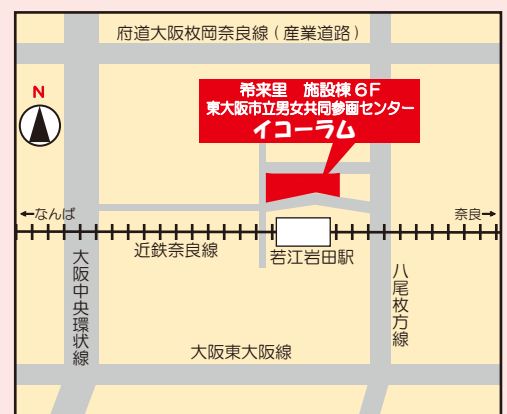 府道大阪枚岡奈良線(産業道路)
N
希来里 施設棟6F
東大阪市立男女共同参画センター
イコーラム
←なんば
奈良→
近鉄奈良線
若江岩田駅
大阪中央環状線
八尾枚方線
大阪東大阪線